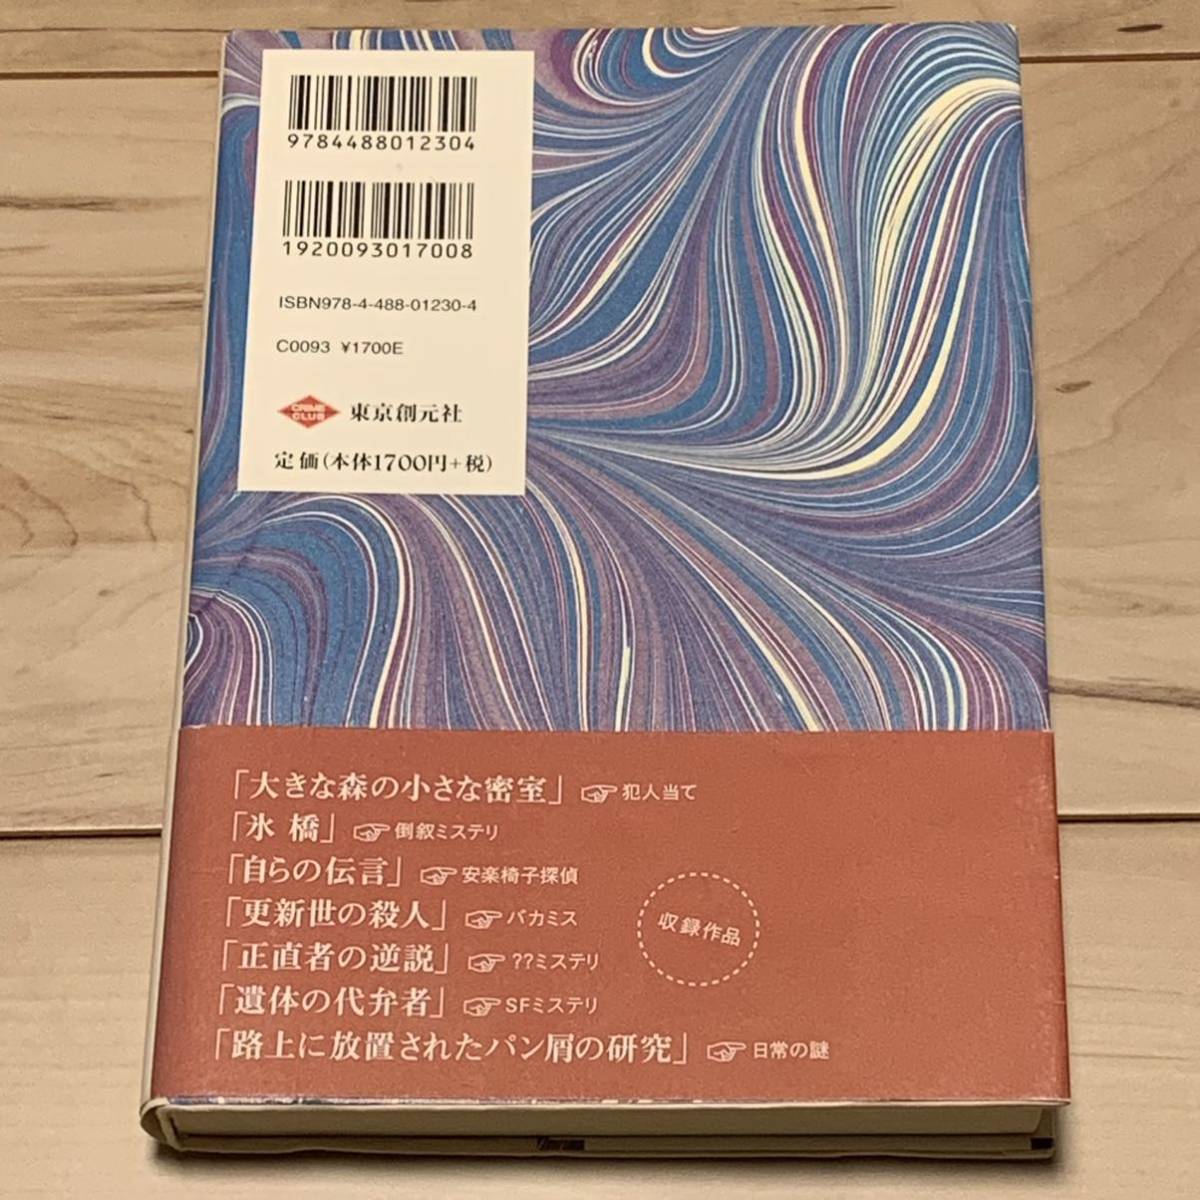 9784488012304
1920093017008
ISBN978-4-488-01230-4
C0093 ¥1700E
CRIME CLUB 東京創元社
定価(本体1700円+税)
「大きな森の小さな密室」☞犯人当て
「氷橋」☞倒叙ミステリ
「自らの伝言」☞安楽椅子探偵
「更新世の殺人」☞バカミス
「正直者の逆説」☞??ミステリ
「遺体の代弁者」☞SFミステリ
「路上に放置されたパン屑の研究」☞日常の謎
収録作品